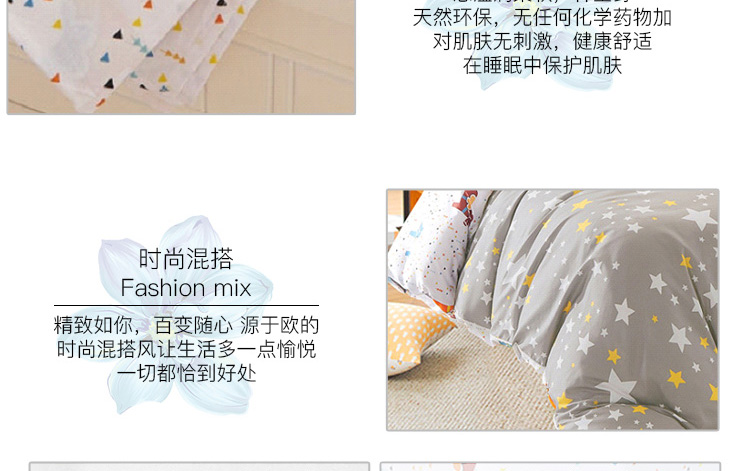 天然环保，无任何化学药物加
对肌肤无刺激，健康舒适
在睡眠中保护肌肤
时尚混搭
Fashion mix
精致如你，百变随心 源于欧的
时尚混搭风让生活多一点愉悦
一切都恰到好处